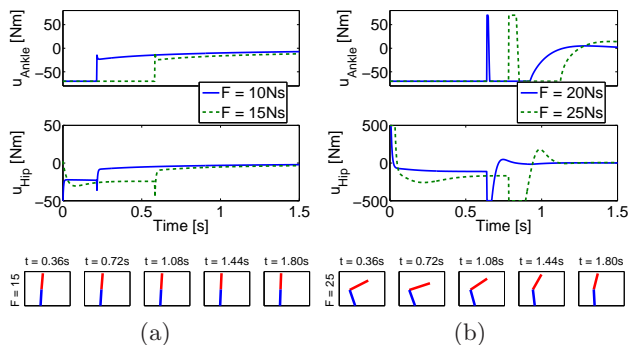 u_Ankle [Nm]
50
0
−50
F = 10Ns
F = 15Ns
u_Hip [Nm]
500
0
−500
0
0.5
1
1.5
Time [s]
t = 0.36s
t = 0.72s
t = 1.08s
t = 1.44s
t = 1.80s
F = 15
(a)
u_Ankle [Nm]
50
0
−50
F = 20Ns
F = 25Ns
u_Hip [Nm]
500
0
−500
0
0.5
1
1.5
Time [s]
t = 0.36s
t = 0.72s
t = 1.08s
t = 1.44s
t = 1.80s
F = 25
(b)